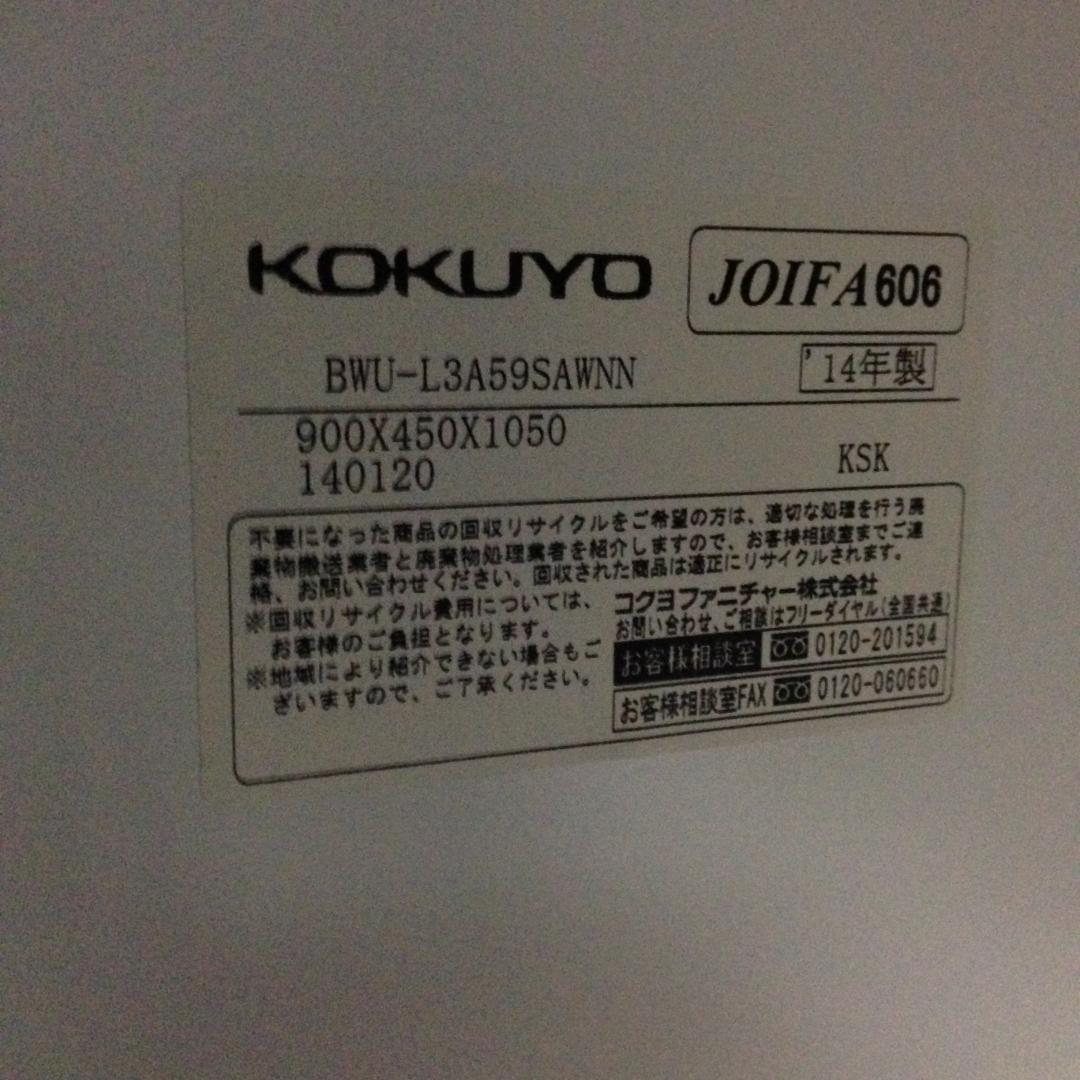 KOKUYO
JOIFA606
BWU-L3A59SAWNN
'14年製
900X450X1050
140120
KSK
不要になった商品の回収リサイクルをご希望の方は、適切な処理を行う廃
棄物搬送業者と廃棄物処理業者を紹介しますので、お客様相談室までご連
絡、お問い合わせください。回収された商品は適正にリサイクルされます。
※回収リサイクル費用については、
お客様のご負担となります。
※地域により紹介できない場合もご
ざいますので、ご了承ください。
コクヨファニチャー株式会社
お問い合わせ、ご相談はフリーダイヤル(全国共通)
お客様相談室 0120-201594
お客様相談室FAX 0120-060660